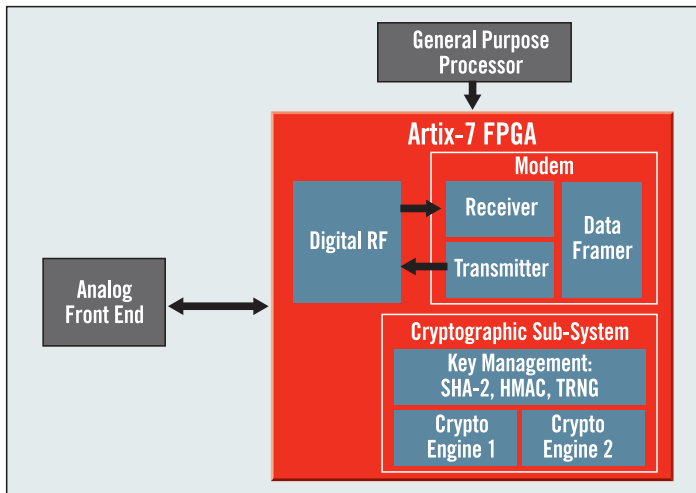 General Purpose
Processor
Artix-7 FPGA
Modem
Digital RF
Receiver
Transmitter
Data
Framer
Analog
Front End
Cryptographic Sub-System
Key Management:
SHA-2, HMAC, TRNG
Crypto
Engine 1
Crypto
Engine 2